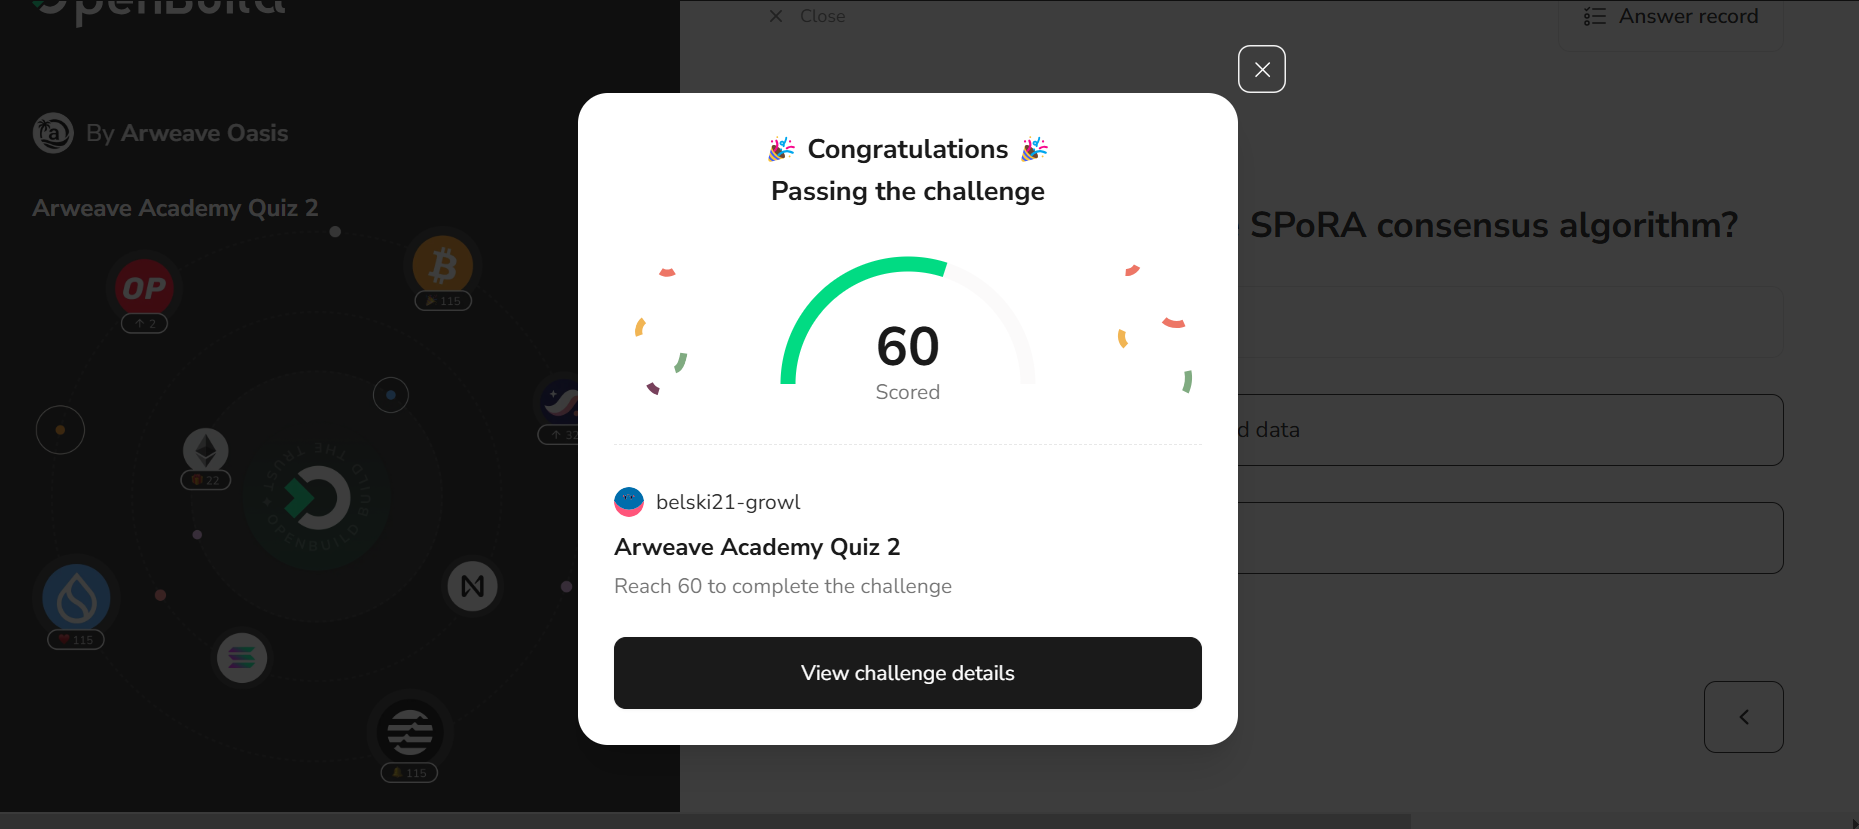 OpenBuild
Close
Answer record
By Arweave Oasis
Arweave Academy Quiz 2
🎉 Congratulations 🎉
Passing the challenge
SPoRA consensus algorithm?
OP
2
115
60
Scored
32
d data
22
THE TRUST
BUILD
OPENBUILD
belski21-growl
Arweave Academy Quiz 2
Reach 60 to complete the challenge
115
View challenge details
115